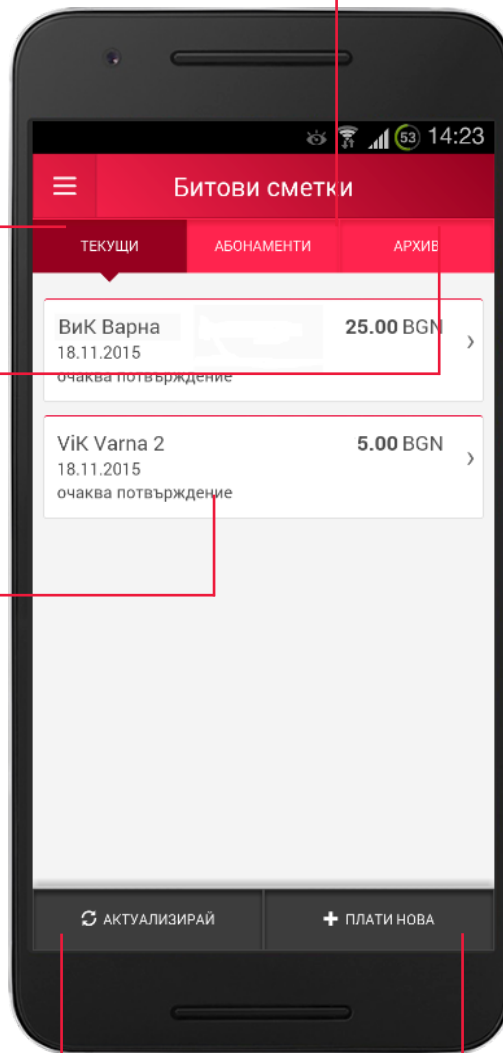 53 14:23
Битови сметки
ТЕКУЩИ АБОНАМЕНТИ АРХИВ
ВиК Варна 25.00 BGN
18.11.2015
очаква потвърждение
ViK Varna 2 5.00 BGN
18.11.2015
очаква потвърждение
АКТУАЛИЗИРАЙ ПЛАТИ НОВА